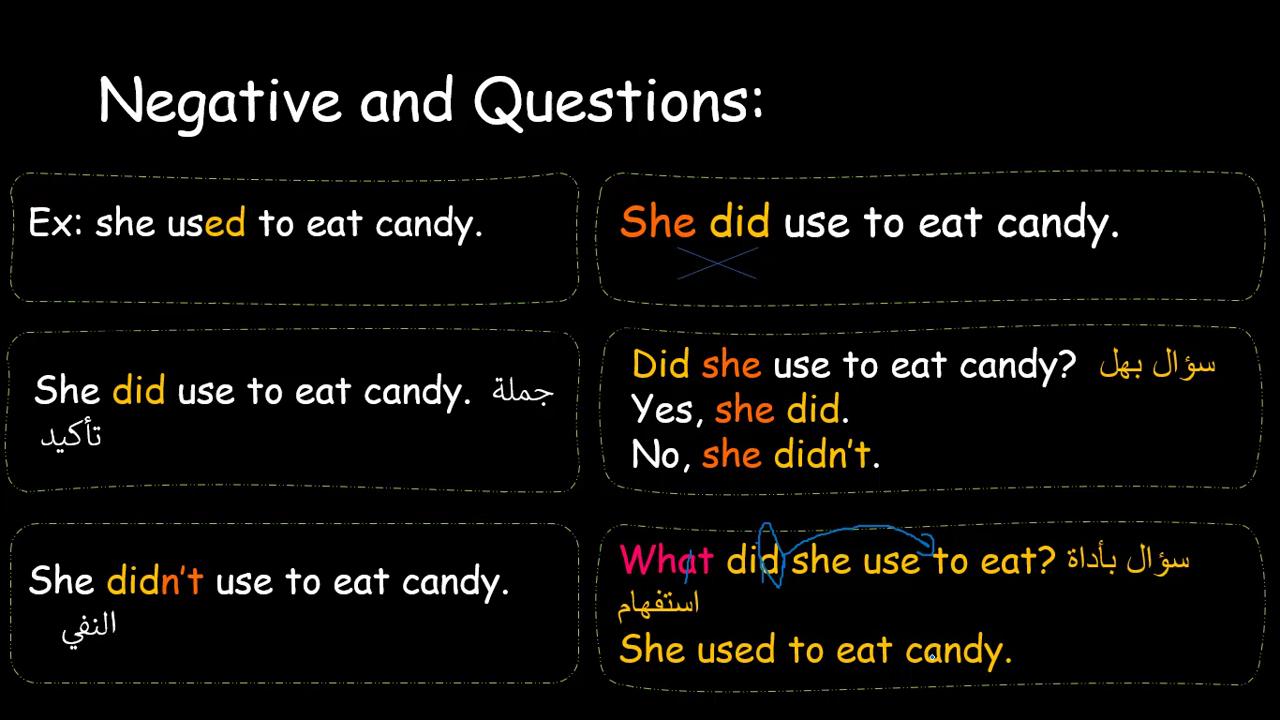 Negative and Questions:
Ex: she used to eat candy.
She did use to eat candy. جملة
تأكيد
She didn't use to eat candy.
النفي
She did use to eat candy.
Did she use to eat candy? سؤال بهل
Yes, she did.
No, she didn't.
What did she use to eat? سؤال بأداة
استفهام
She used to eat candy.